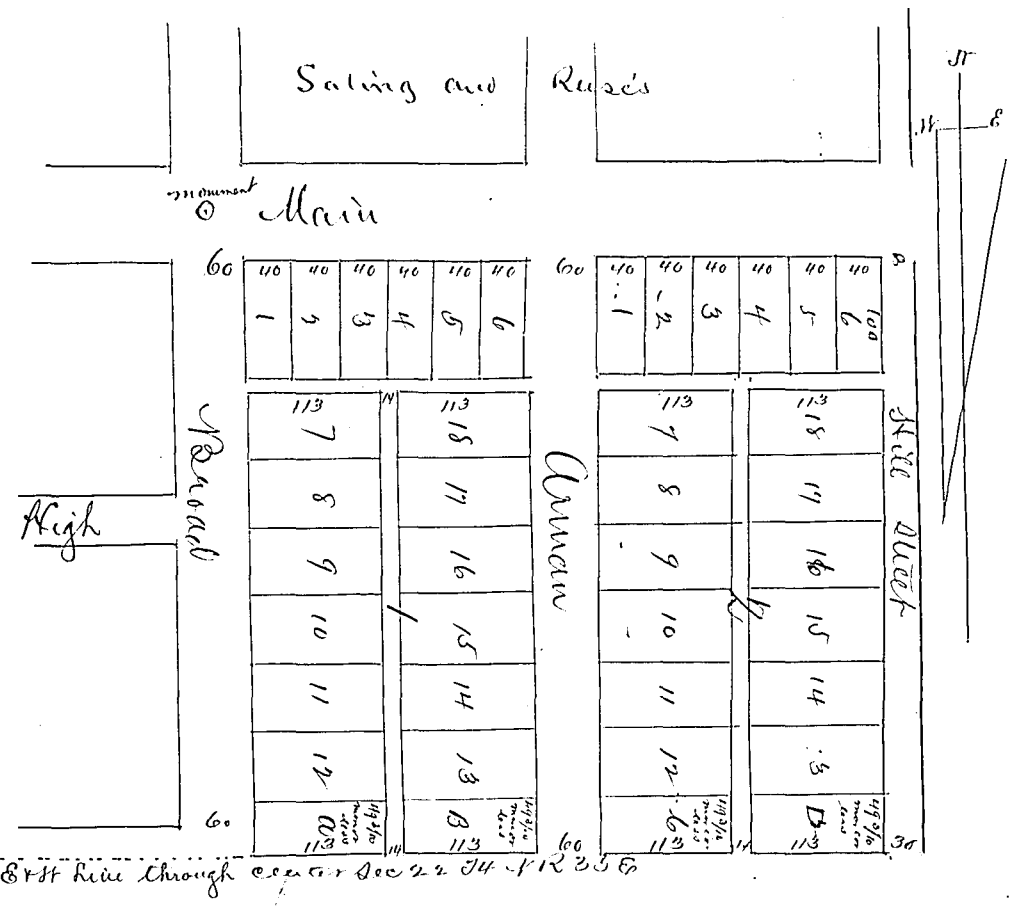 Saling and Ruse's
N
W E
monument
Main
60 40 40 40 40 40 40 60 40 40 40 40 40 40
1 2 3 4 5 6 1 2 3 4 5 6 100
113 14 113 113 113
7 18 7 18
Broad
Arman
Hill Street
8 17 8 17
High
9 16 9 16
1 2
10 15 10 15
11 14 11 14
12 13 12 13
60 a B D
113 14 113 60 113 14 113 30
E & W line through center Sec 22 T4 N R 35 E